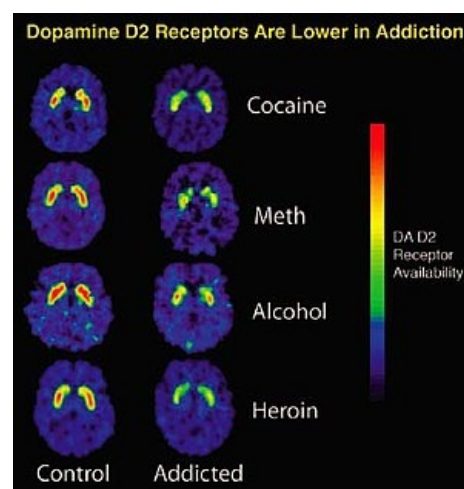 Dopamine D2 Receptors Are Lower in Addiction
Cocaine
Meth
Alcohol
Heroin
DA D2
Receptor
Availability
Control Addicted